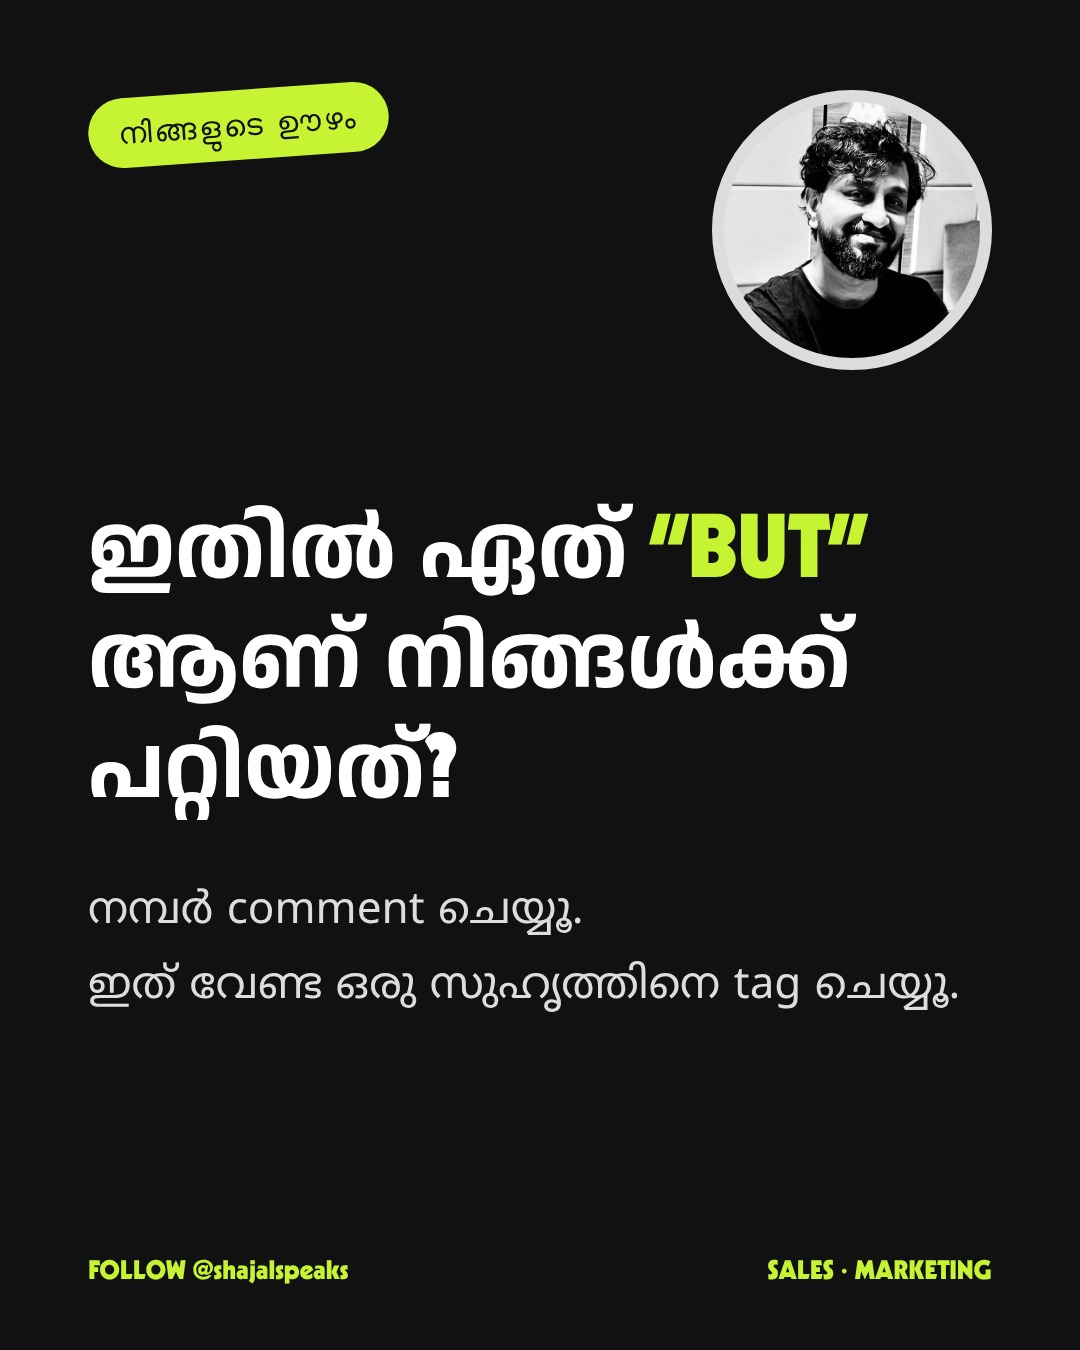 നിങ്ങളുടെ ഊഴം
ഇതിൽ ഏത് "BUT"
ആണ് നിങ്ങൾക്ക്
പറ്റിയത്?
നമ്പർ comment ചെയ്യൂ.
ഇത് വേണ്ട ഒരു സുഹൃത്തിനെ tag ചെയ്യൂ.
FOLLOW @shajalspeaks
SALES · MARKETING